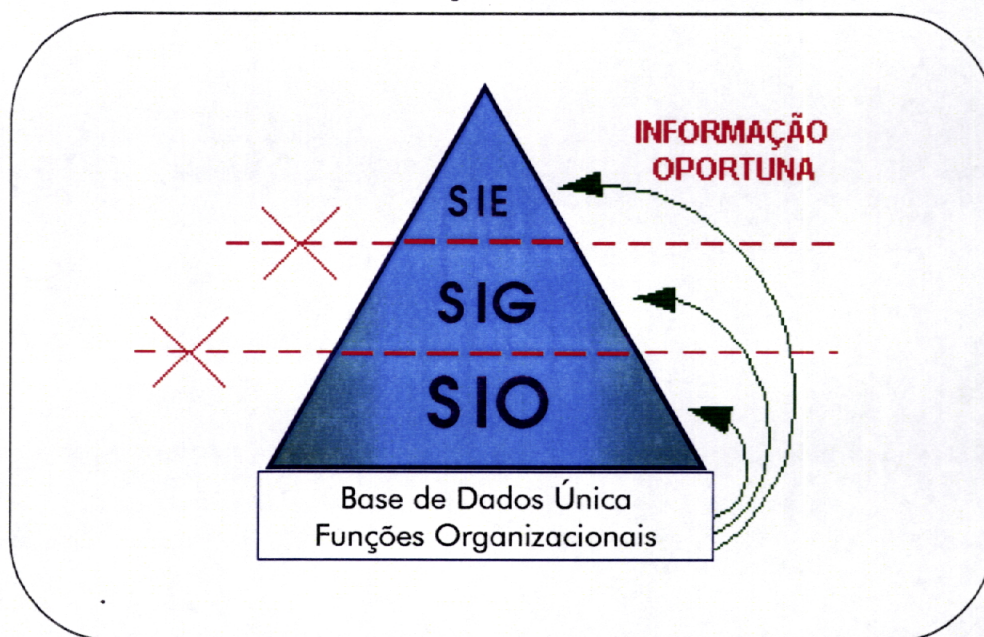 INFORMAÇÃO
OPORTUNA
SIE
SIG
SIO
Base de Dados Única
Funções Organizacionais